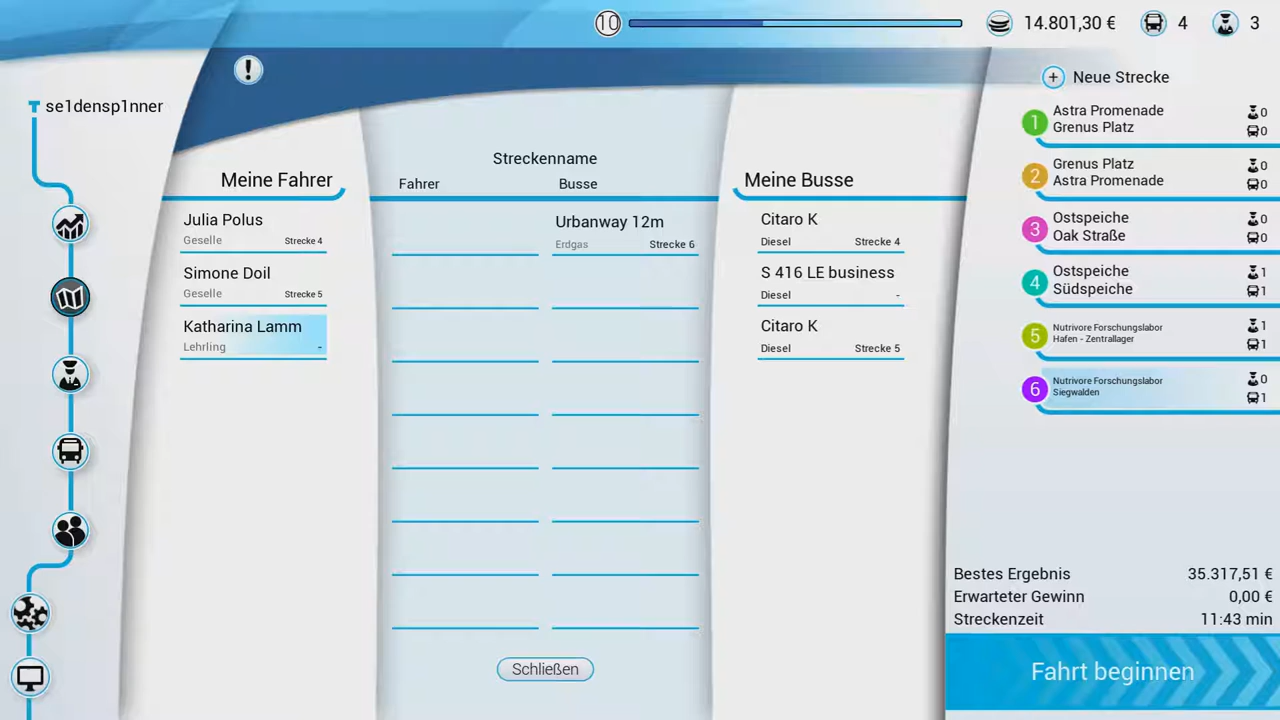 10
14.801,30 €
4
3
se1densp1nner
Meine Fahrer
Julia Polus
Geselle Strecke 4
Simone Doil
Geselle Strecke 5
Katharina Lamm
Lehrling -
Streckenname
Fahrer Busse
Urbanway 12m
Erdgas Strecke 6
Schließen
Meine Busse
Citaro K
Diesel Strecke 4
S 416 LE business
Diesel -
Citaro K
Diesel Strecke 5
+ Neue Strecke
1 Astra Promenade 0
Grenus Platz 0
2 Grenus Platz 0
Astra Promenade 0
3 Ostspeiche 0
Oak Straße 0
4 Ostspeiche 1
Südspeiche 1
5 Nutrivore Forschungslabor 1
Hafen - Zentrallager 1
6 Nutrivore Forschungslabor 0
Siegwalden 1
Bestes Ergebnis 35.317,51 €
Erwarteter Gewinn 0,00 €
Streckenzeit 11:43 min
Fahrt beginnen